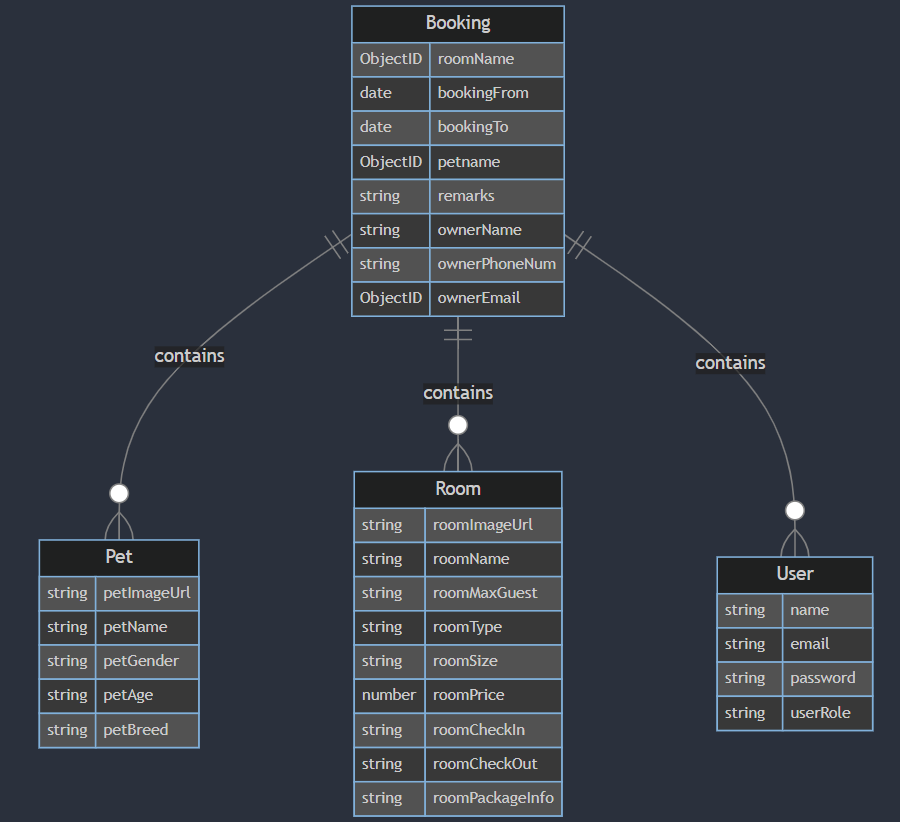 Booking
ObjectID roomName
date bookingFrom
date bookingTo
ObjectID petname
string remarks
string ownerName
string ownerPhoneNum
ObjectID ownerEmail
contains
contains
contains
Pet
string petImageUrl
string petName
string petGender
string petAge
string petBreed
Room
string roomImageUrl
string roomName
string roomMaxGuest
string roomType
string roomSize
number roomPrice
string roomCheckIn
string roomCheckOut
string roomPackageInfo
User
string name
string email
string password
string userRole